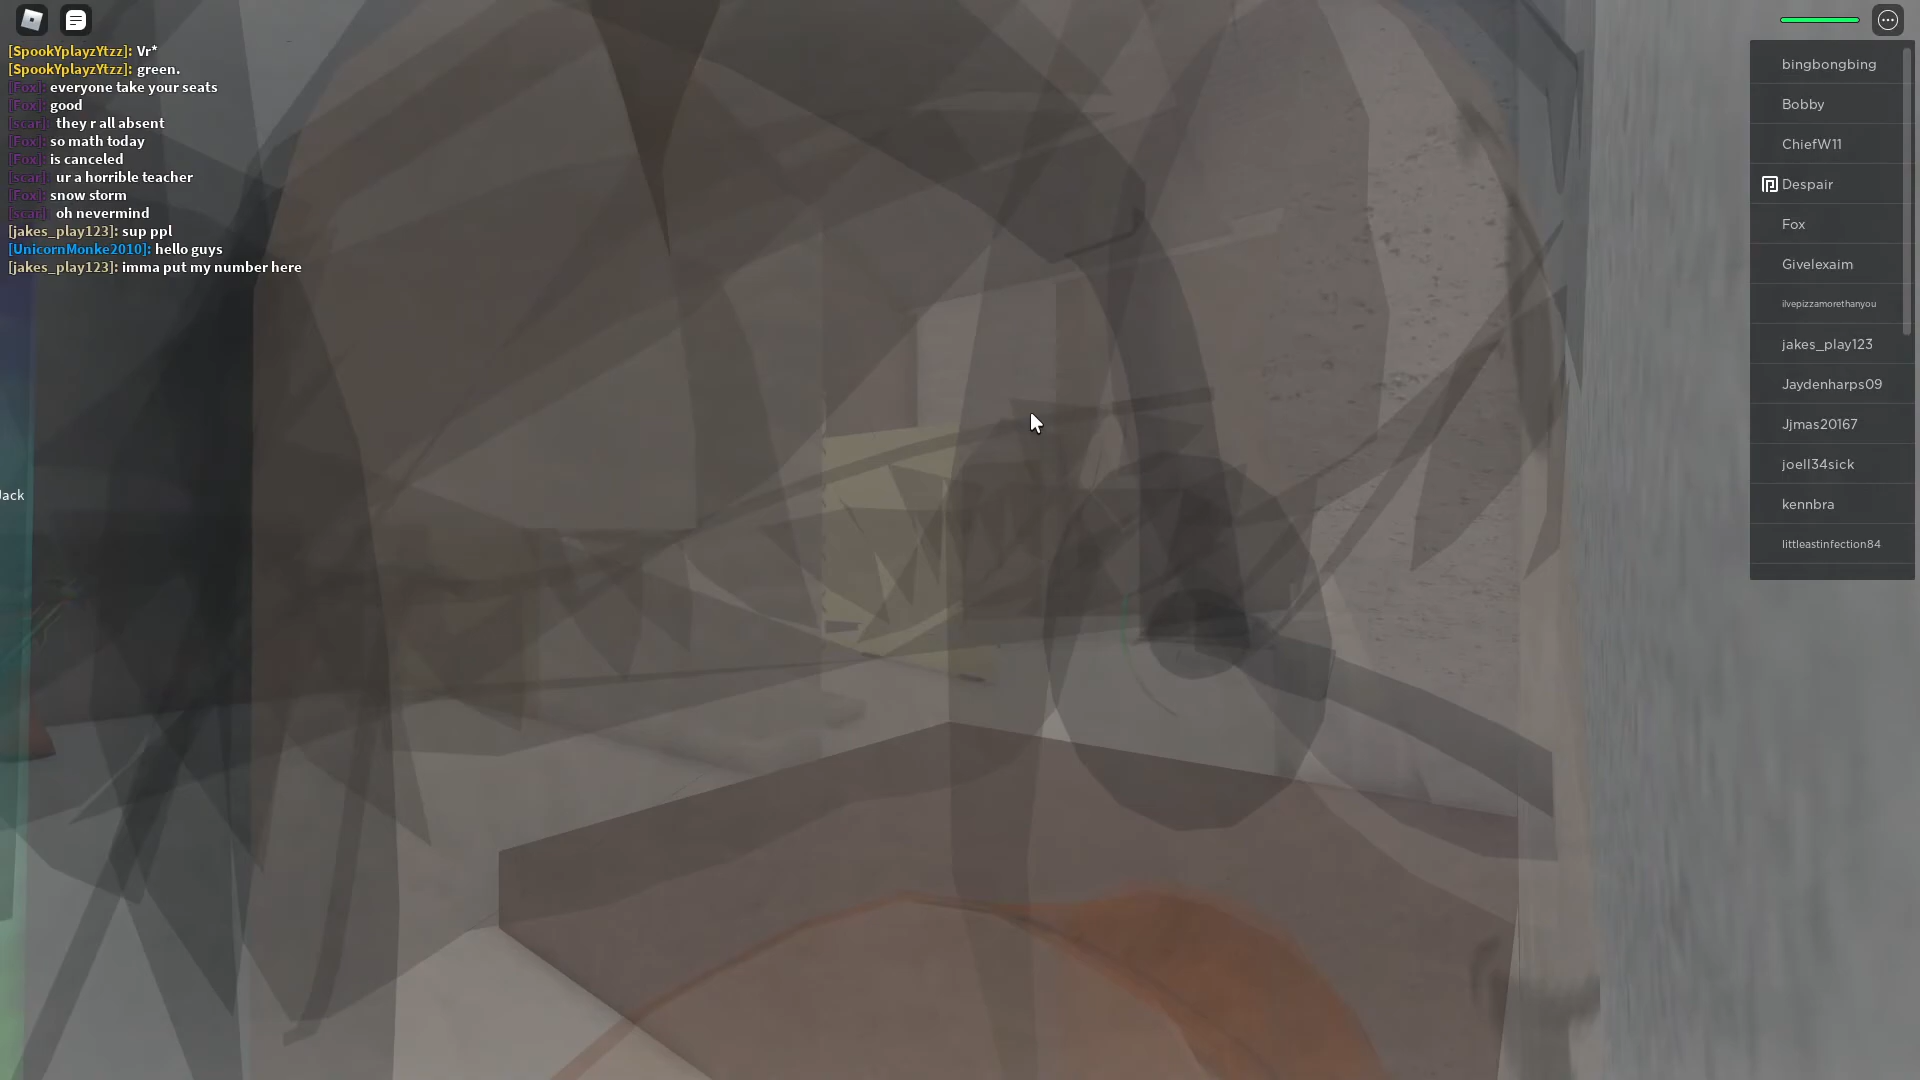 [SpookYplayzYtzz]: Vr*
[SpookYplayzYtzz]: green.
[Fox]: everyone take your seats
[Fox]: good
[scar]: they r all absent
[Fox]: so math today
[Fox]: is canceled
[scar]: ur a horrible teacher
[Fox]: snow storm
[scar]: oh nevermind
[jakes_play123]: sup ppl
[UnicornMonke2010]: hello guys
[jakes_play123]: imma put my number here
Jack
bingbongbing
Bobby
ChiefW11
Despair
Fox
Givelexaim
ilvepizzamorethanyou
jakes_play123
Jaydenharps09
Jjmas20167
joell34sick
kennbra
littleastinfection84